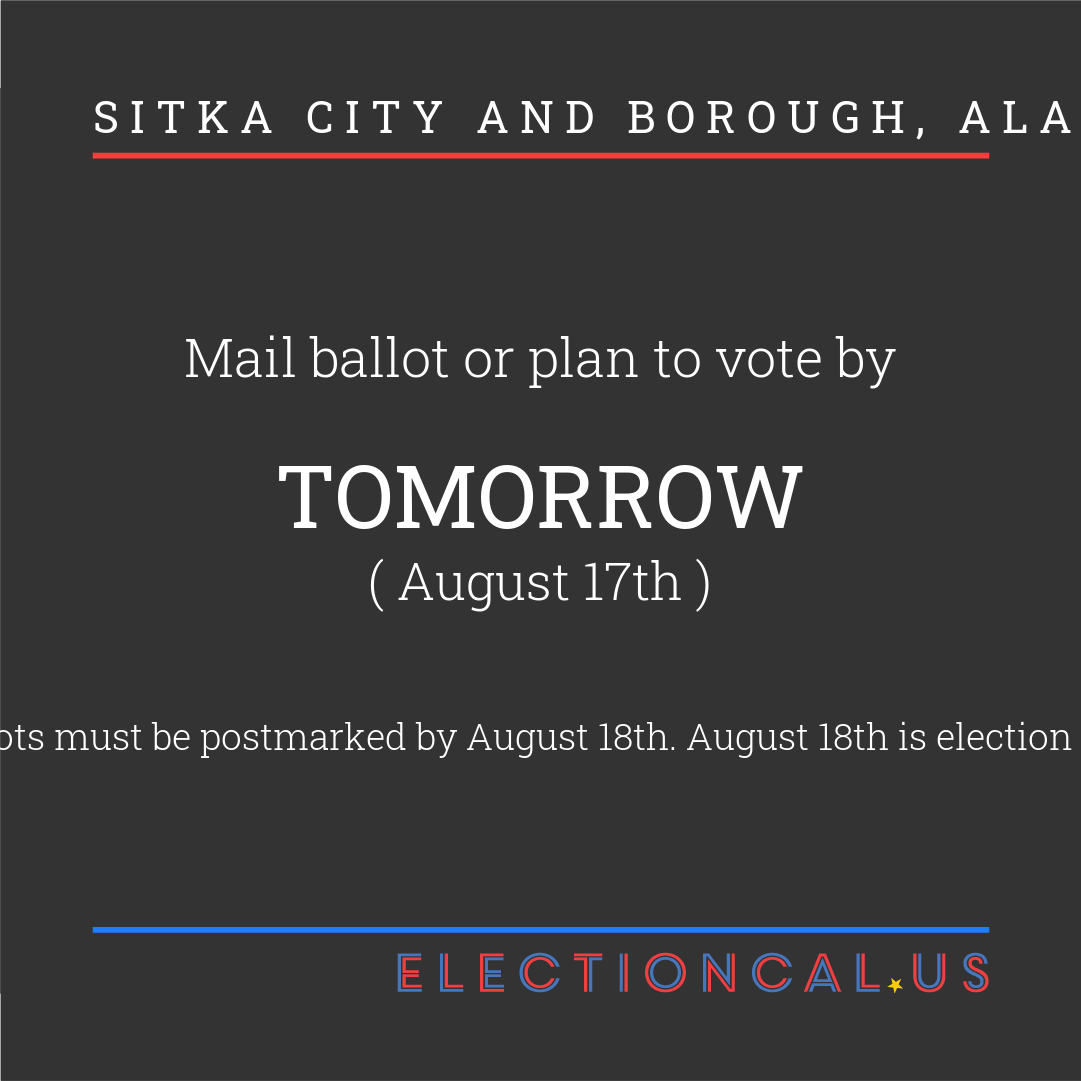 SITKA CITY AND BOROUGH, ALA
Mail ballot or plan to vote by
TOMORROW
( August 17th )
ots must be postmarked by August 18th. August 18th is election
ELECTIONCAL.US